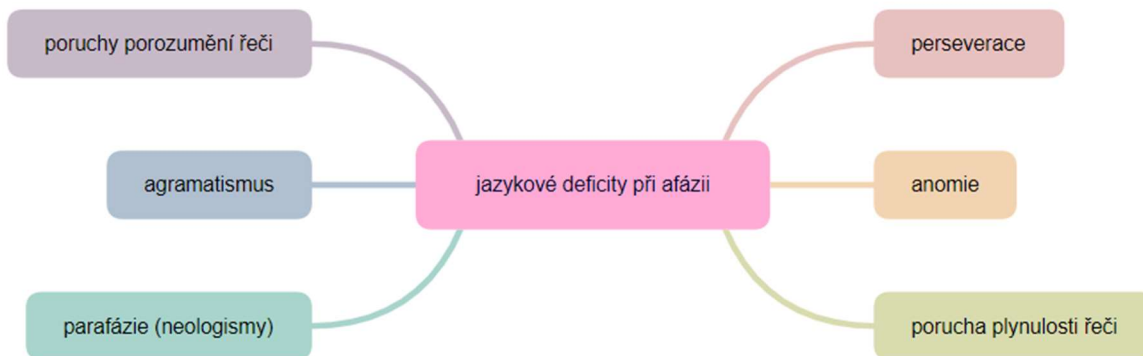 poruchy porozumění řeči
perseverace
agramatismus
jazykové deficity při afázii
anomie
parafázie (neologismy)
porucha plynulosti řeči